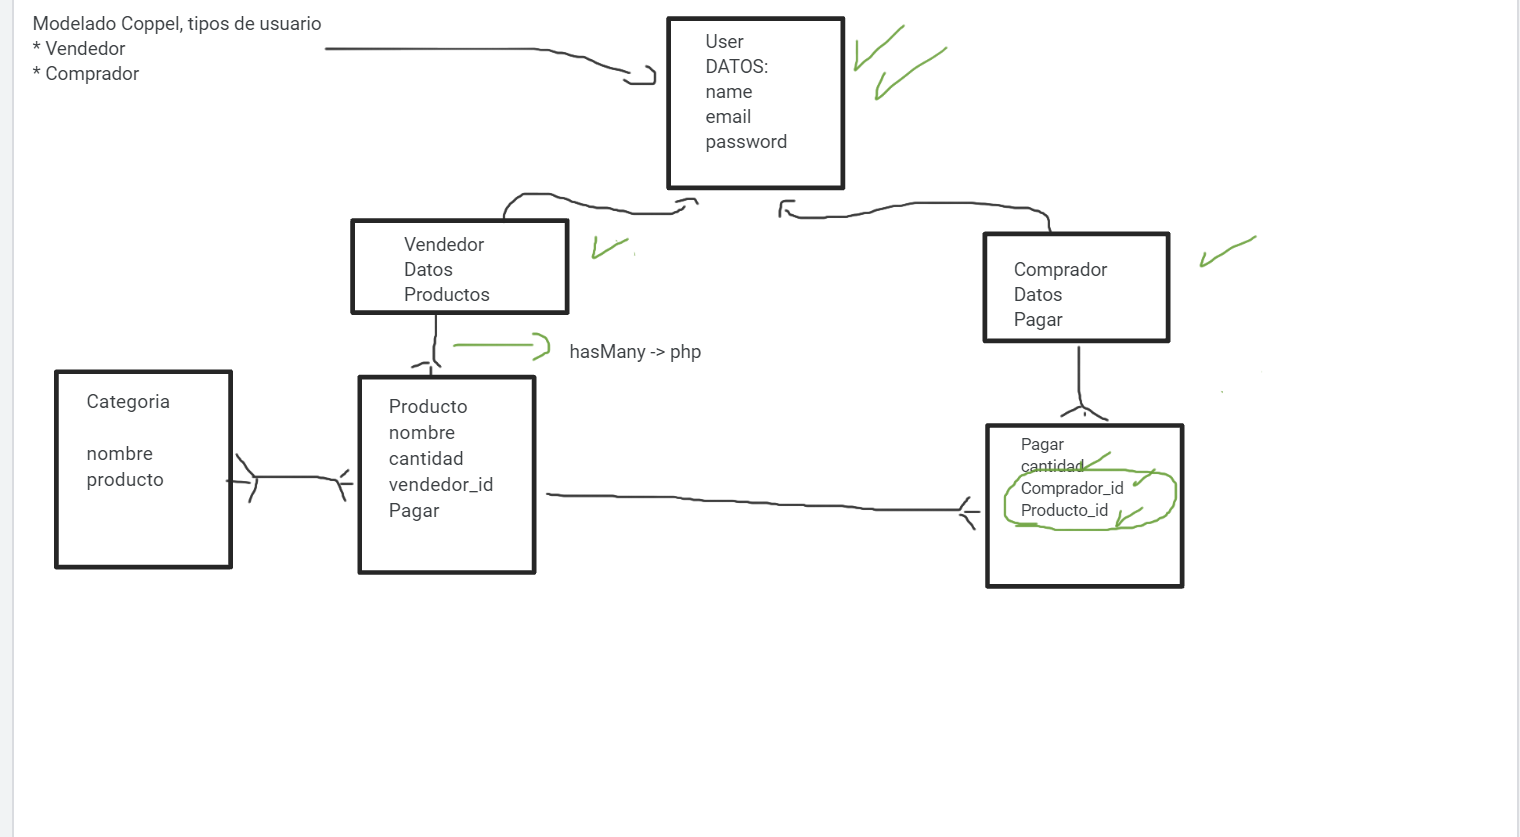 Modelado Coppel, tipos de usuario
* Vendedor
* Comprador
User
DATOS:
name
email
password
Vendedor
Datos
Productos
Comprador
Datos
Pagar
hasMany -> php
Categoria
nombre
producto
Producto
nombre
cantidad
vendedor_id
Pagar
Pagar
cantidad
Comprador_id
Producto_id